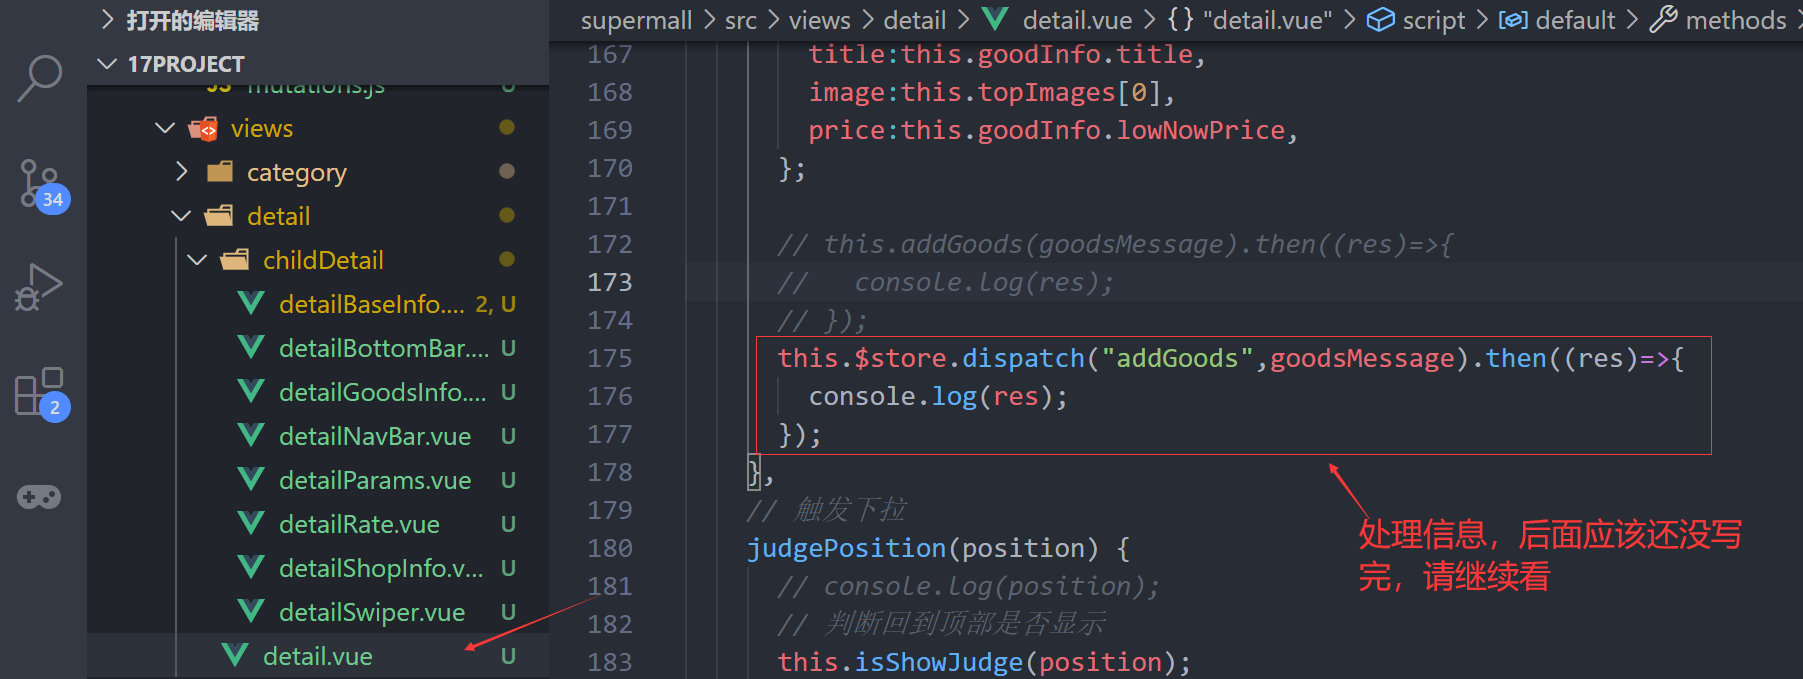 打开的编辑器
17PROJECT
mutations.js U
views
category
detail
childDetail
detailBaseInfo.... 2, U
detailBottomBar.... U
detailGoodsInfo.... U
detailNavBar.vue U
detailParams.vue U
detailRate.vue U
detailShopInfo.v... U
detailSwiper.vue U
detail.vue U
34
2
supermall > src > views > detail > detail.vue > {} "detail.vue" > script > default > methods >
167 title:this.goodInfo.title,
168 image:this.topImages[0],
169 price:this.goodInfo.lowNowPrice,
170 };
171
172 // this.addGoods(goodsMessage).then((res)=>{
173 //   console.log(res);
174 // });
175 this.$store.dispatch("addGoods",goodsMessage).then((res)=>{
176 console.log(res);
177 });
178 },
179 // 触发下拉
180 judgePosition(position) {
181 // console.log(position);
182 // 判断回到顶部是否显示
183 this.isShowJudge(position);
处理信息，后面应该还没写
完，请继续看